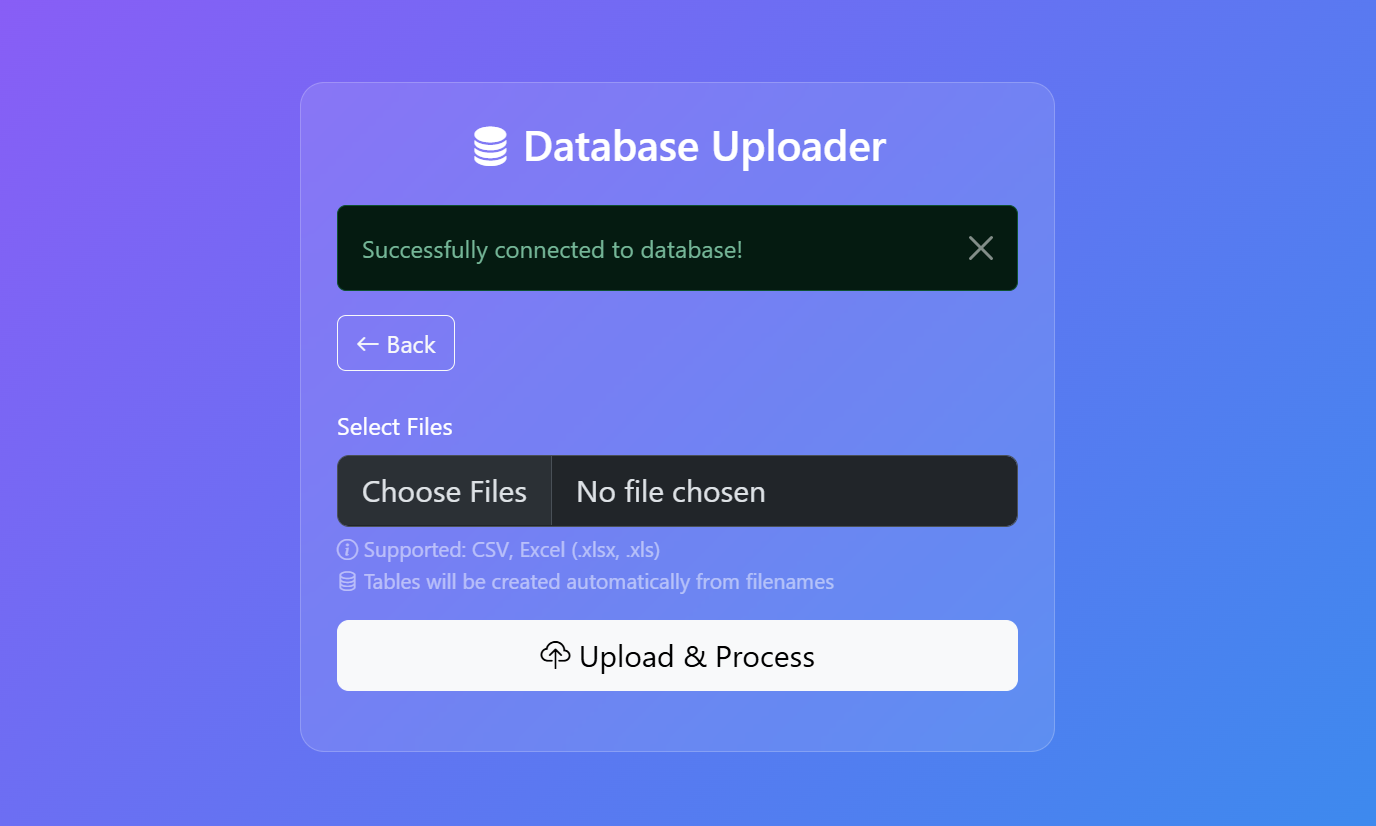 Database Uploader
Successfully connected to database!
← Back
Select Files
Choose Files No file chosen
Supported: CSV, Excel (.xlsx, .xls)
Tables will be created automatically from filenames
Upload & Process